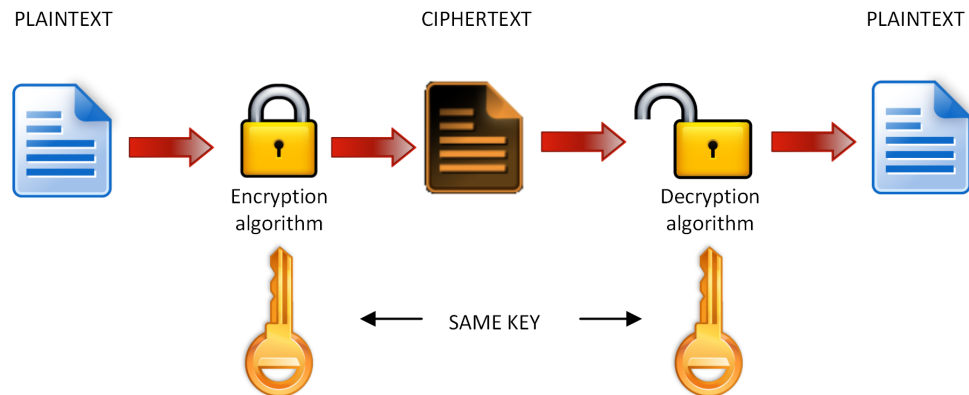 PLAINTEXT
CIPHERTEXT
PLAINTEXT
Encryption
algorithm
Decryption
algorithm
SAME KEY